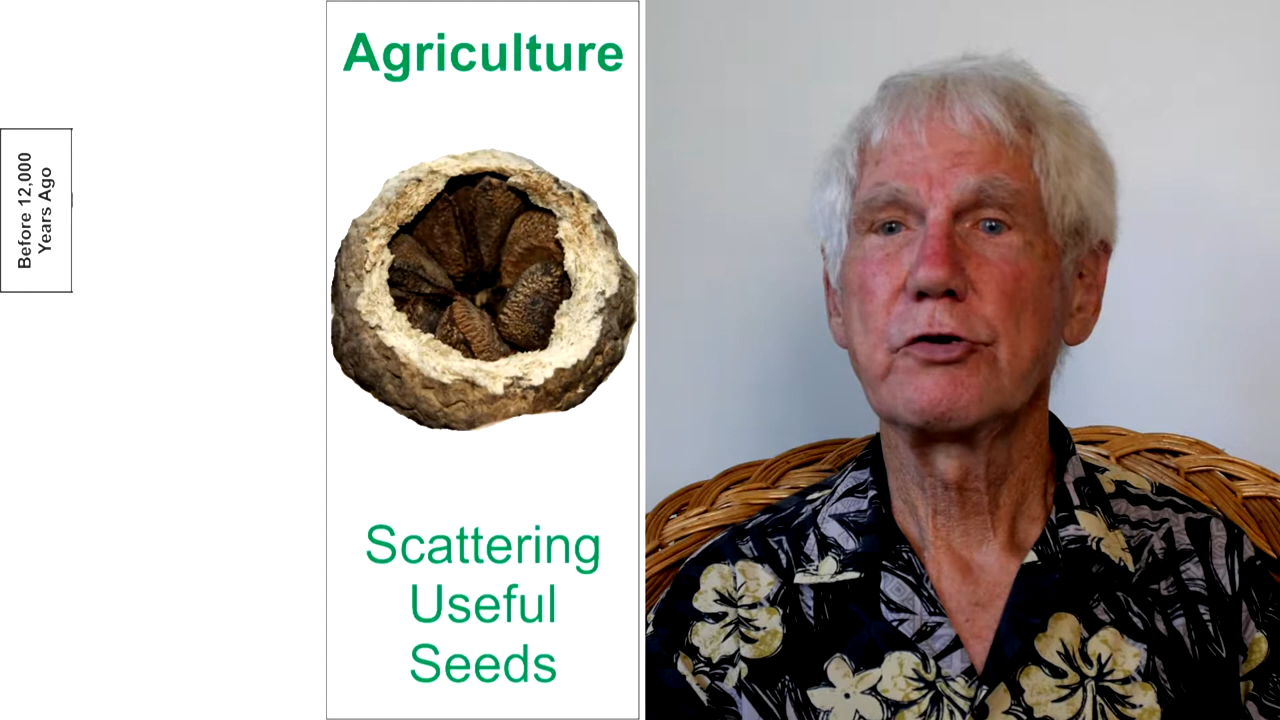 Before 12,000
Years Ago
Agriculture
Scattering
Useful
Seeds